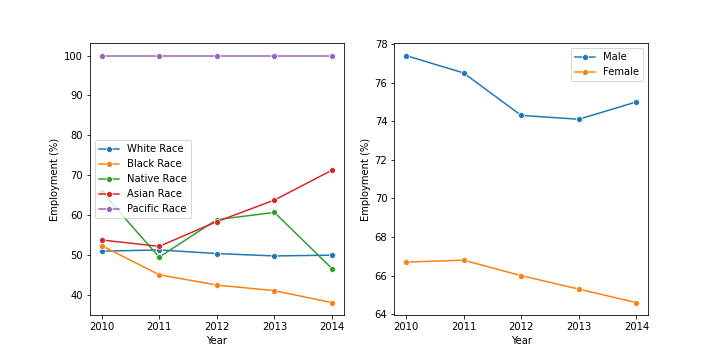 100
90
80
70
60
50
40
Employment (%)
White Race
Black Race
Native Race
Asian Race
Pacific Race
2010 2011 2012 2013 2014
Year
78
76
74
72
70
68
66
64
Employment (%)
Male
Female
2010 2011 2012 2013 2014
Year